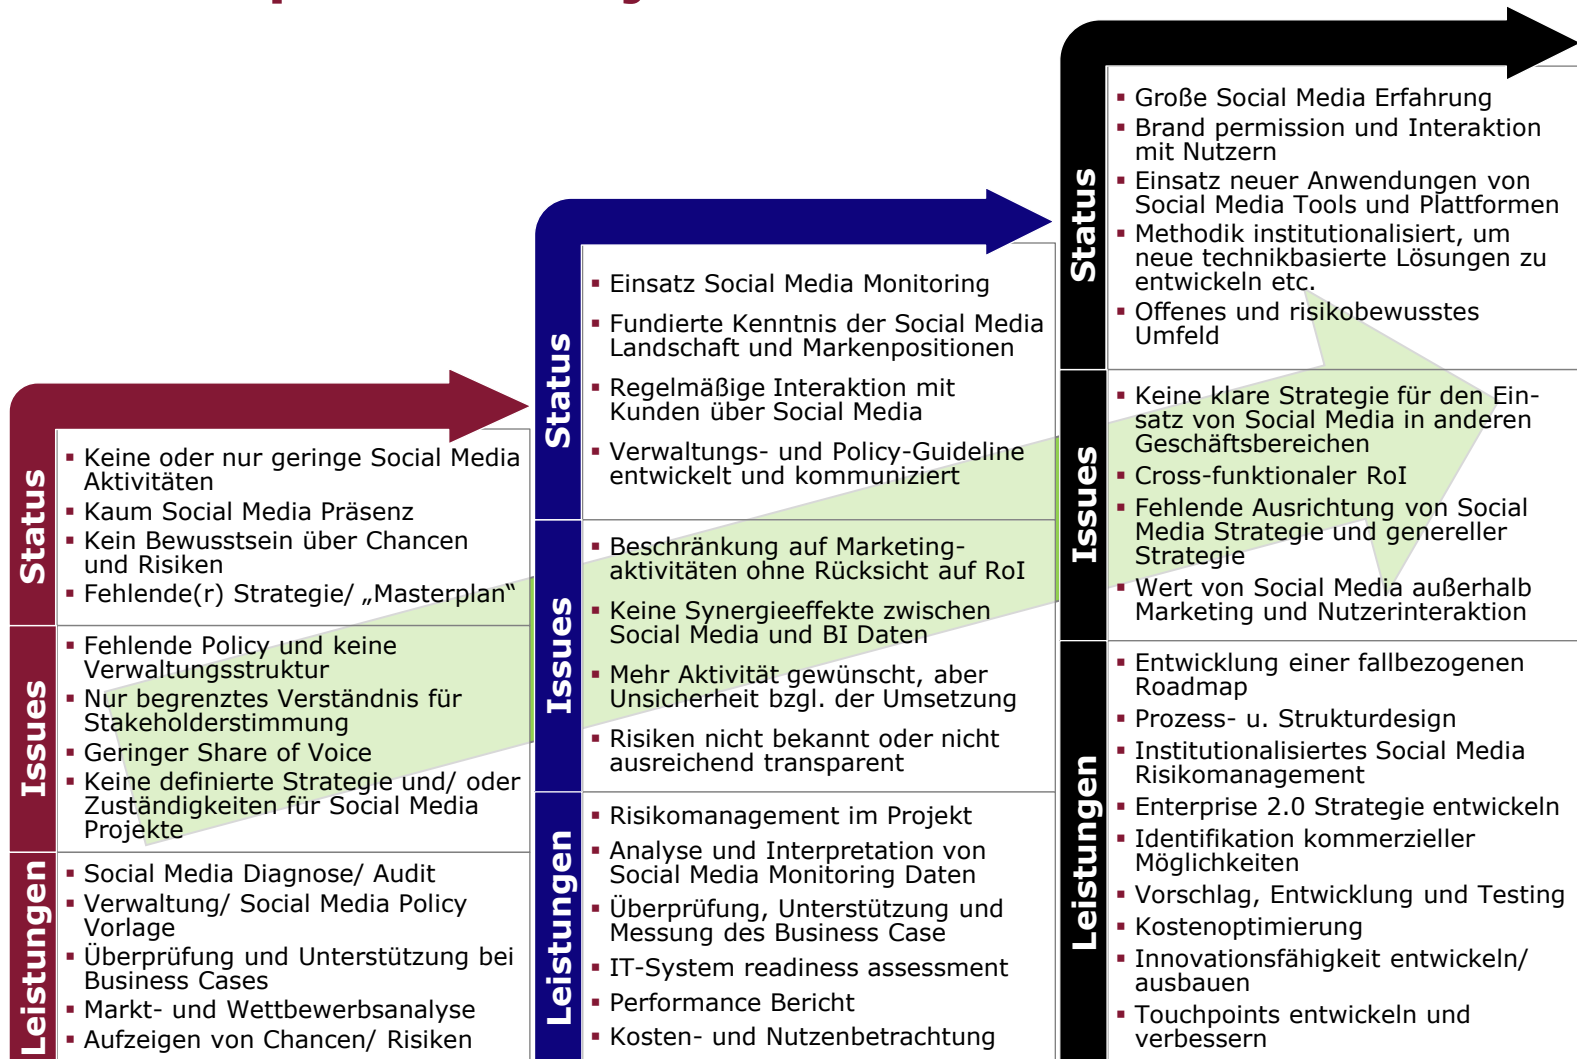 Status
Keine oder nur geringe Social Media
Aktivitäten
Kaum Social Media Präsenz
Kein Bewusstsein über Chancen
und Risiken
Fehlende(r) Strategie/ „Masterplan“
Issues
Fehlende Policy und keine
Verwaltungsstruktur
Nur begrenztes Verständnis für
Stakeholderstimmung
Geringer Share of Voice
Keine definierte Strategie und/ oder
Zuständigkeiten für Social Media
Projekte
Leistungen
Social Media Diagnose/ Audit
Verwaltung/ Social Media Policy
Vorlage
Überprüfung und Unterstützung bei
Business Cases
Markt- und Wettbewerbsanalyse
Aufzeigen von Chancen/ Risiken
Status
Einsatz Social Media Monitoring
Fundierte Kenntnis der Social Media
Landschaft und Markenpositionen
Regelmäßige Interaktion mit
Kunden über Social Media
Verwaltungs- und Policy-Guideline
entwickelt und kommuniziert
Issues
Beschränkung auf Marketing-
aktivitäten ohne Rücksicht auf RoI
Keine Synergieeffekte zwischen
Social Media und BI Daten
Mehr Aktivität gewünscht, aber
Unsicherheit bzgl. der Umsetzung
Risiken nicht bekannt oder nicht
ausreichend transparent
Leistungen
Risikomanagement im Projekt
Analyse und Interpretation von
Social Media Monitoring Daten
Überprüfung, Unterstützung und
Messung des Business Case
IT-System readiness assessment
Performance Bericht
Kosten- und Nutzenbetrachtung
Status
Große Social Media Erfahrung
Brand permission und Interaktion
mit Nutzern
Einsatz neuer Anwendungen von
Social Media Tools und Plattformen
Methodik institutionalisiert, um
neue technikbasierte Lösungen zu
entwickeln etc.
Offenes und risikobewusstes
Umfeld
Issues
Keine klare Strategie für den Ein-
satz von Social Media in anderen
Geschäftsbereichen
Cross-funktionaler RoI
Fehlende Ausrichtung von Social
Media Strategie und genereller
Strategie
Wert von Social Media außerhalb
Marketing und Nutzerinteraktion
Leistungen
Entwicklung einer fallbezogenen
Roadmap
Prozess- u. Strukturdesign
Institutionalisiertes Social Media
Risikomanagement
Enterprise 2.0 Strategie entwickeln
Identifikation kommerzieller
Möglichkeiten
Vorschlag, Entwicklung und Testing
Kostenoptimierung
Innovationsfähigkeit entwickeln/
ausbauen
Touchpoints entwickeln und
verbessern